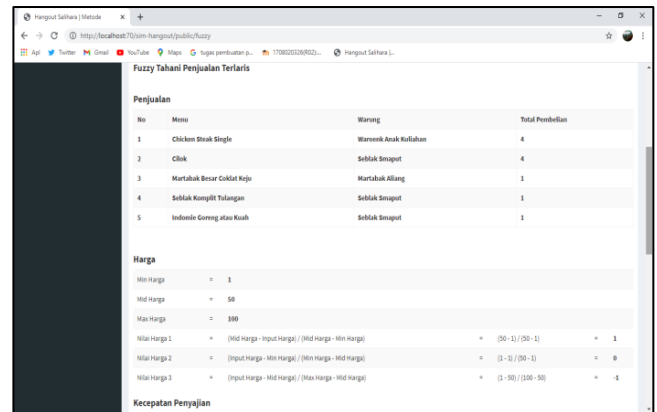 Hangout Salihara | Metode
http://localhost:70/sim-hangout/public/fuzzy
Apl Twitter Gmail YouTube Maps tugas pembuatan p... 1708020326(R02)... Hangout Salihara |...
Fuzzy Tahani Penjualan Terlaris
Penjualan
No Menu Warung Total Pembelian
1 Chicken Steak Single Waroenk Anak Kuliahan 4
2 Cilok Seblak Smaput 4
3 Martabak Besar Coklat Keju Martabak Aliang 1
4 Seblak Komplit Tulangan Seblak Smaput 1
5 Indomie Goreng atau Kuah Seblak Smaput 1
Harga
Min Harga = 1
Mid Harga = 50
Max Harga = 100
Nilai Harga 1 = (Mid Harga - Input Harga) / (Mid Harga - Min Harga) = (50 - 1) / (50 - 1) = 1
Nilai Harga 2 = (Input Harga - Min Harga) / (Min Harga - Mid Harga) = (1 - 1) / (50 - 1) = 0
Nilai Harga 3 = (Input Harga - Mid Harga) / (Max Harga - Mid Harga) = (1 - 50) / (100 - 50) = -1
Kecepatan Penyajian